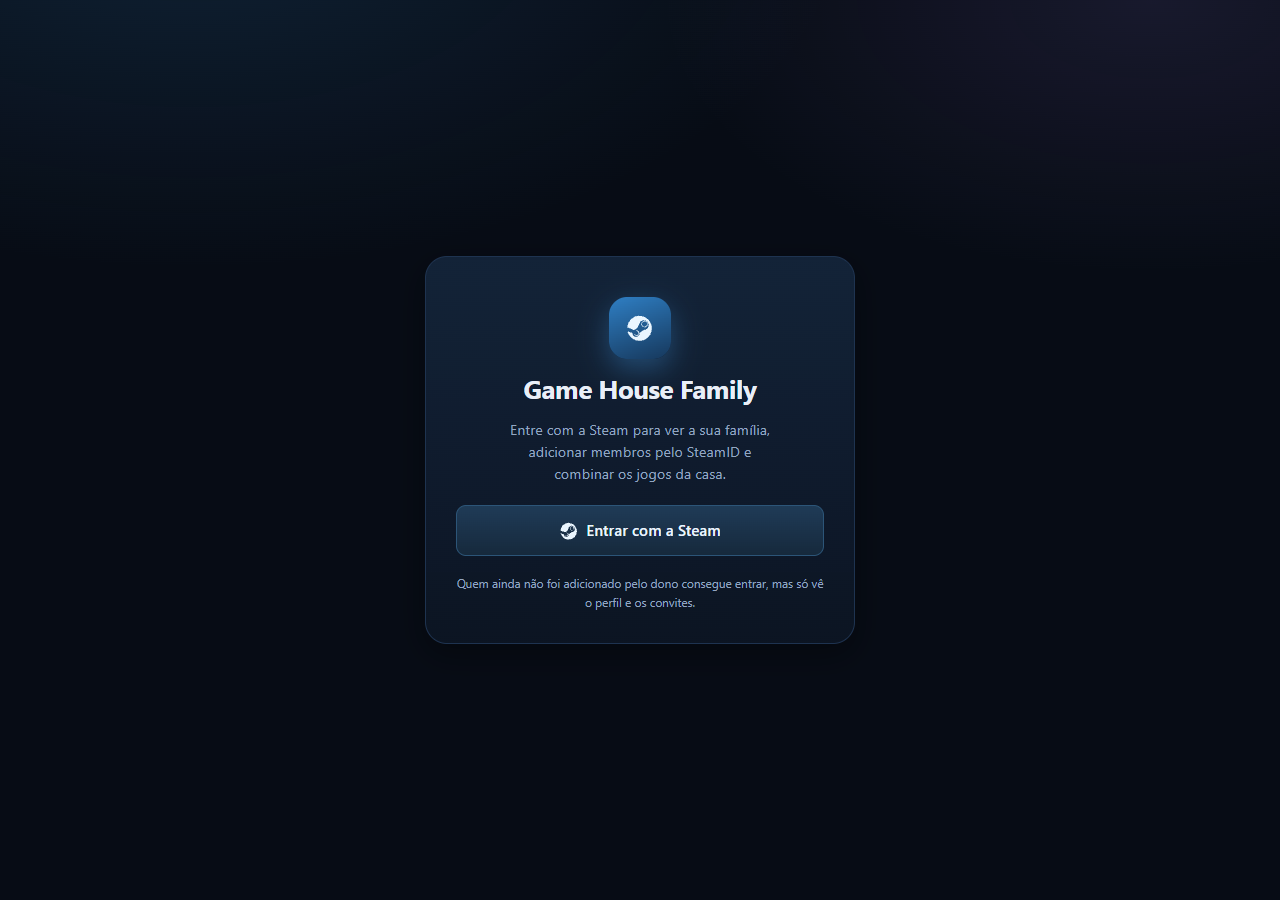 Game House Family
Entre com a Steam para ver a sua família,
adicionar membros pelo SteamID e
combinar os jogos da casa.
Entrar com a Steam
Quem ainda não foi adicionado pelo dono consegue entrar, mas só vê
o perfil e os convites.